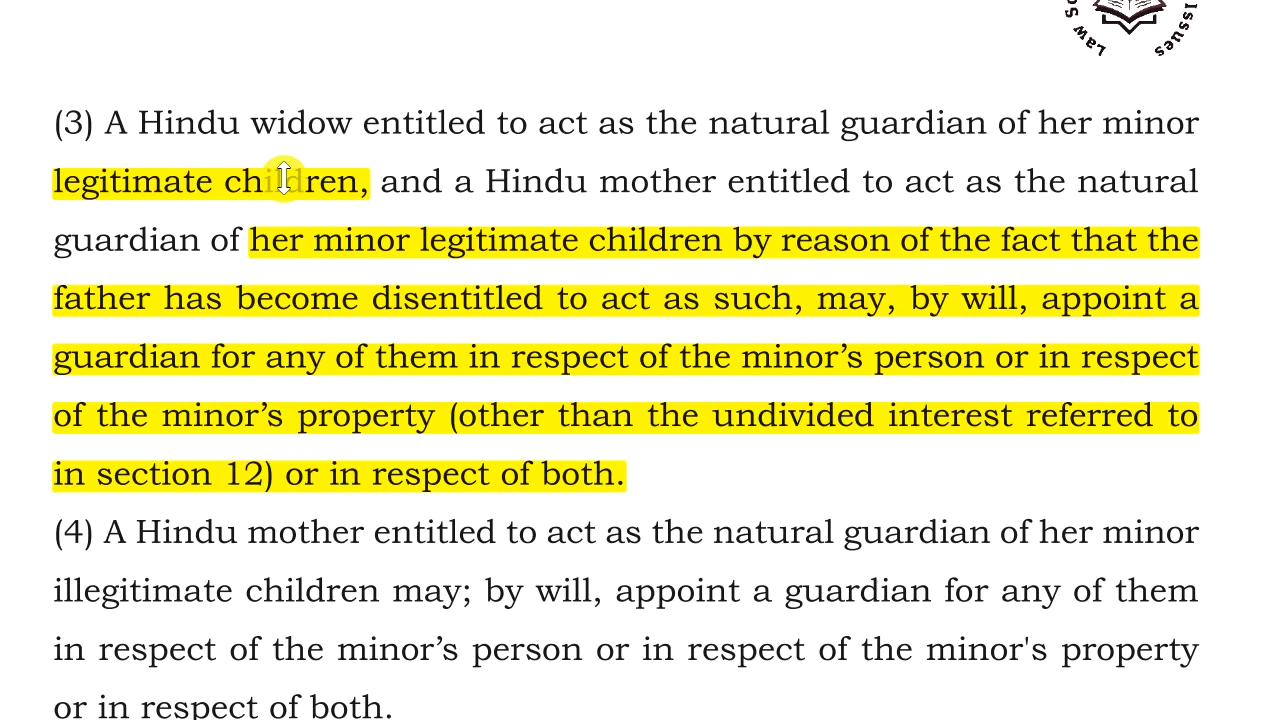 Law S Issues
(3) A Hindu widow entitled to act as the natural guardian of her minor
legitimate children, and a Hindu mother entitled to act as the natural
guardian of her minor legitimate children by reason of the fact that the
father has become disentitled to act as such, may, by will, appoint a
guardian for any of them in respect of the minor’s person or in respect
of the minor’s property (other than the undivided interest referred to
in section 12) or in respect of both.
(4) A Hindu mother entitled to act as the natural guardian of her minor
illegitimate children may; by will, appoint a guardian for any of them
in respect of the minor’s person or in respect of the minor's property
or in respect of both.